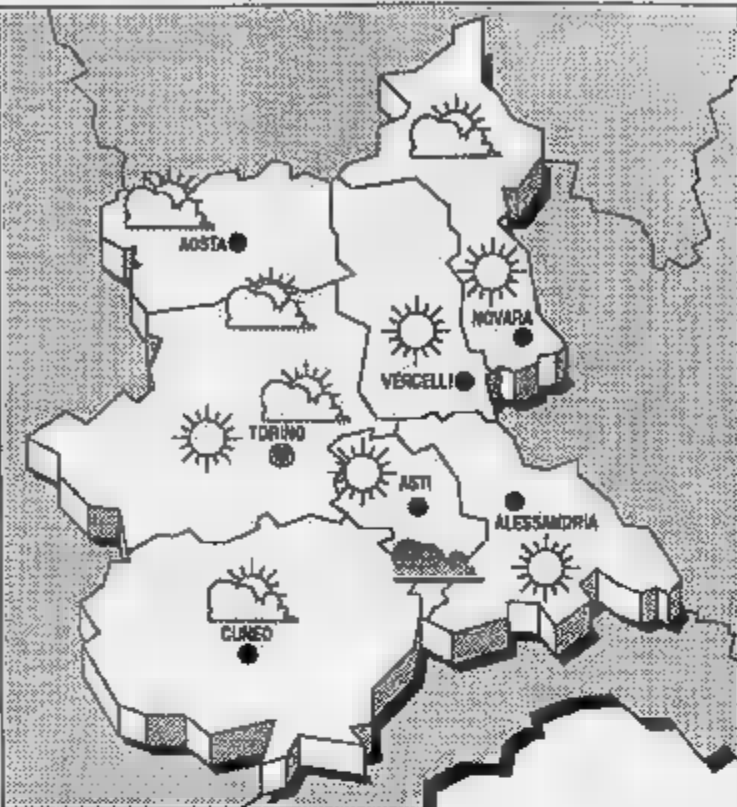 AOSTA
NOVARA
VERCELLI
TORINO
ASTI
ALESSANDRIA
CUNEO